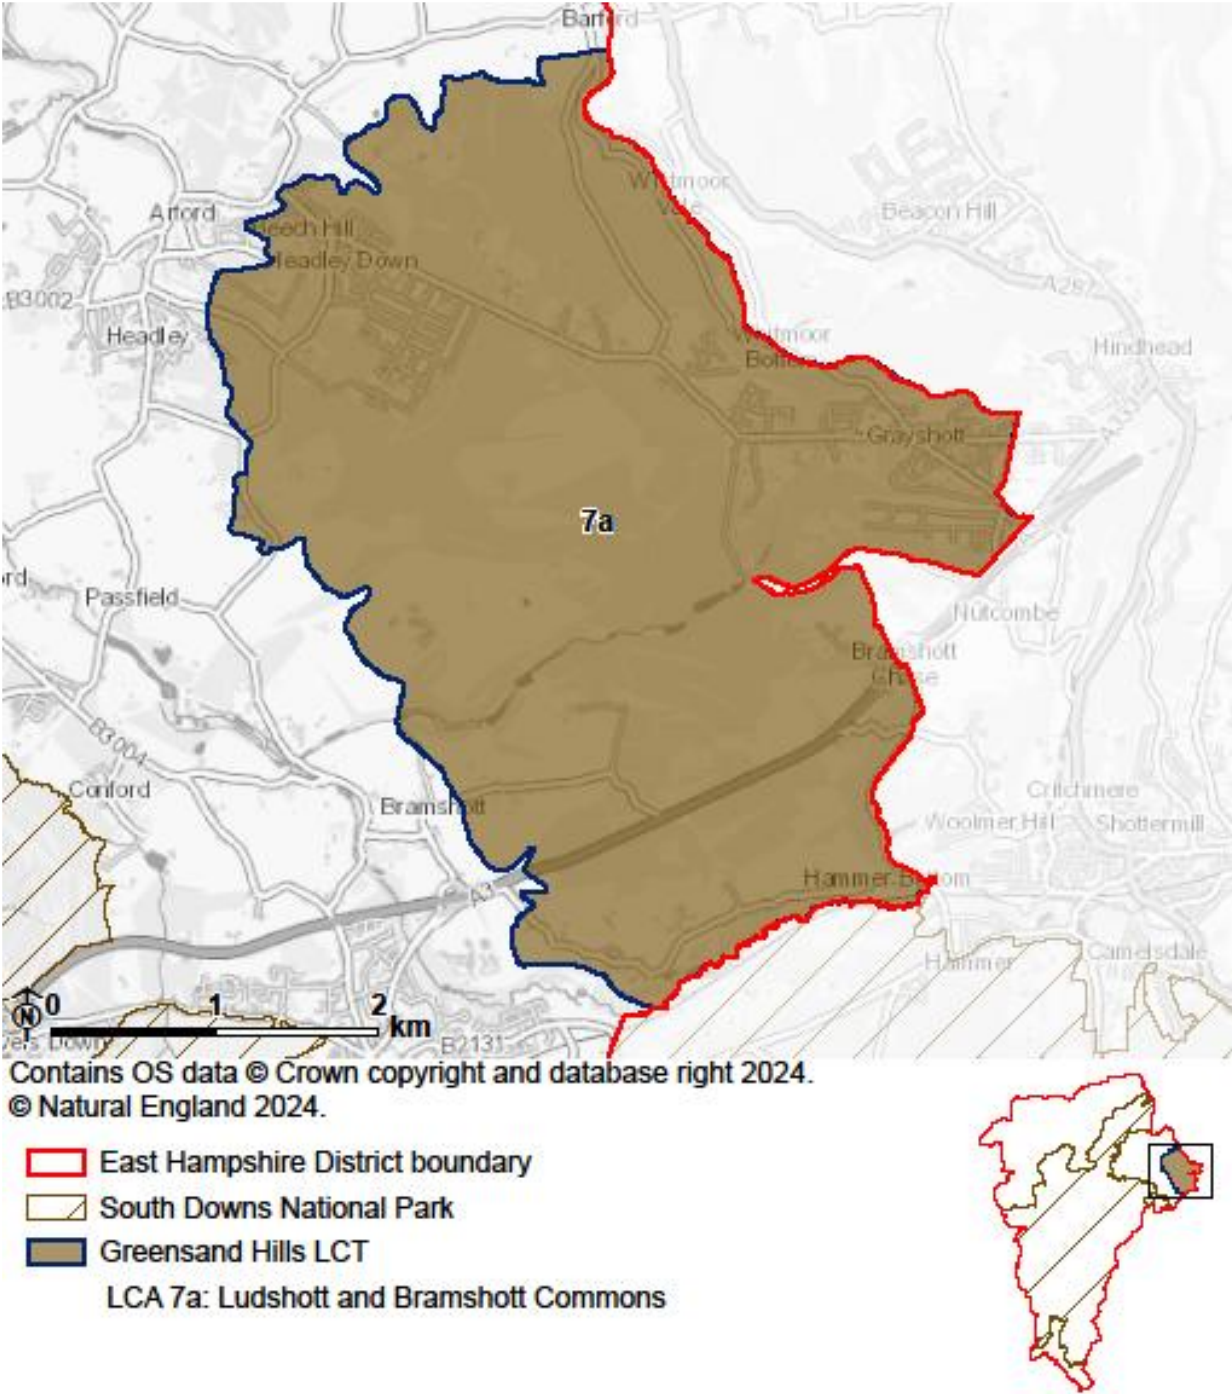 Barford
Whitmoor
Vale
Arford
Beacon Hill
Beech Hill
Headley Down
A287
B3002
Headley
Whitmoor
Bottom
Hindhead
A333
Grayshott
7a
Passfield
Nutcombe
Bramshott
Chase
B3004
Conford
Bramshott
Critchmere
Woolmer Hill
Shottermill
Hammer Bottom
A3
Camelsdale
Hammer
N
0 1 2
km
B2131
Contains OS data © Crown copyright and database right 2024.
© Natural England 2024.
East Hampshire District boundary
South Downs National Park
Greensand Hills LCT
LCA 7a: Ludshott and Bramshott Commons